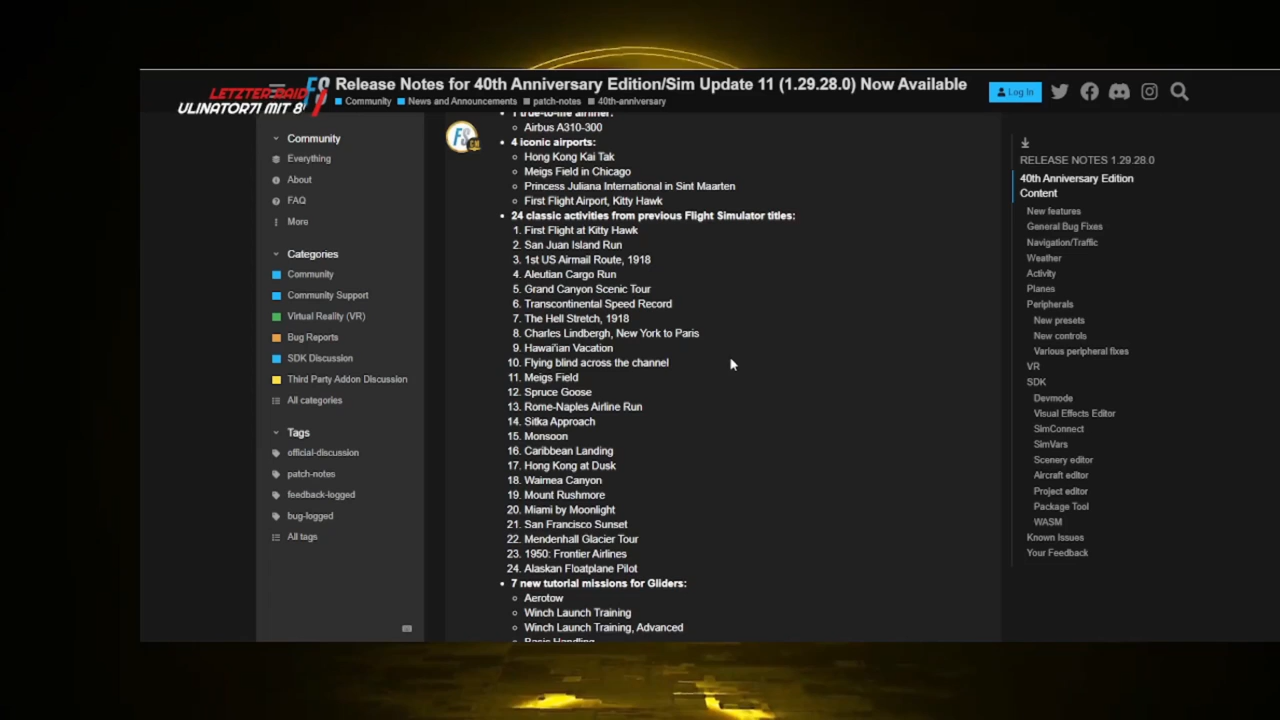 LETZTER RAID
ULINATOR71 MIT 8
FS
Release Notes for 40th Anniversary Edition/Sim Update 11 (1.29.28.0) Now Available
Community News and Announcements patch-notes 40th-anniversary
Log In
Community
Everything
About
FAQ
More
Categories
Community
Community Support
Virtual Reality (VR)
Bug Reports
SDK Discussion
Third Party Addon Discussion
All categories
Tags
official-discussion
patch-notes
feedback-logged
bug-logged
All tags
FS
CM
1 true-to-life airliner:
Airbus A310-300
4 iconic airports:
Hong Kong Kai Tak
Meigs Field in Chicago
Princess Juliana International in Sint Maarten
First Flight Airport, Kitty Hawk
24 classic activities from previous Flight Simulator titles:
1. First Flight at Kitty Hawk
2. San Juan Island Run
3. 1st US Airmail Route, 1918
4. Aleutian Cargo Run
5. Grand Canyon Scenic Tour
6. Transcontinental Speed Record
7. The Hell Stretch, 1918
8. Charles Lindbergh, New York to Paris
9. Hawai'ian Vacation
10. Flying blind across the channel
11. Meigs Field
12. Spruce Goose
13. Rome-Naples Airline Run
14. Sitka Approach
15. Monsoon
16. Caribbean Landing
17. Hong Kong at Dusk
18. Waimea Canyon
19. Mount Rushmore
20. Miami by Moonlight
21. San Francisco Sunset
22. Mendenhall Glacier Tour
23. 1950: Frontier Airlines
24. Alaskan Floatplane Pilot
7 new tutorial missions for Gliders:
Aerotow
Winch Launch Training
Winch Launch Training, Advanced
Basic Handling
RELEASE NOTES 1.29.28.0
40th Anniversary Edition
Content
New features
General Bug Fixes
Navigation/Traffic
Weather
Activity
Planes
Peripherals
New presets
New controls
Various peripheral fixes
VR
SDK
Devmode
Visual Effects Editor
SimConnect
SimVars
Scenery editor
Aircraft editor
Project editor
Package Tool
WASM
Known Issues
Your Feedback